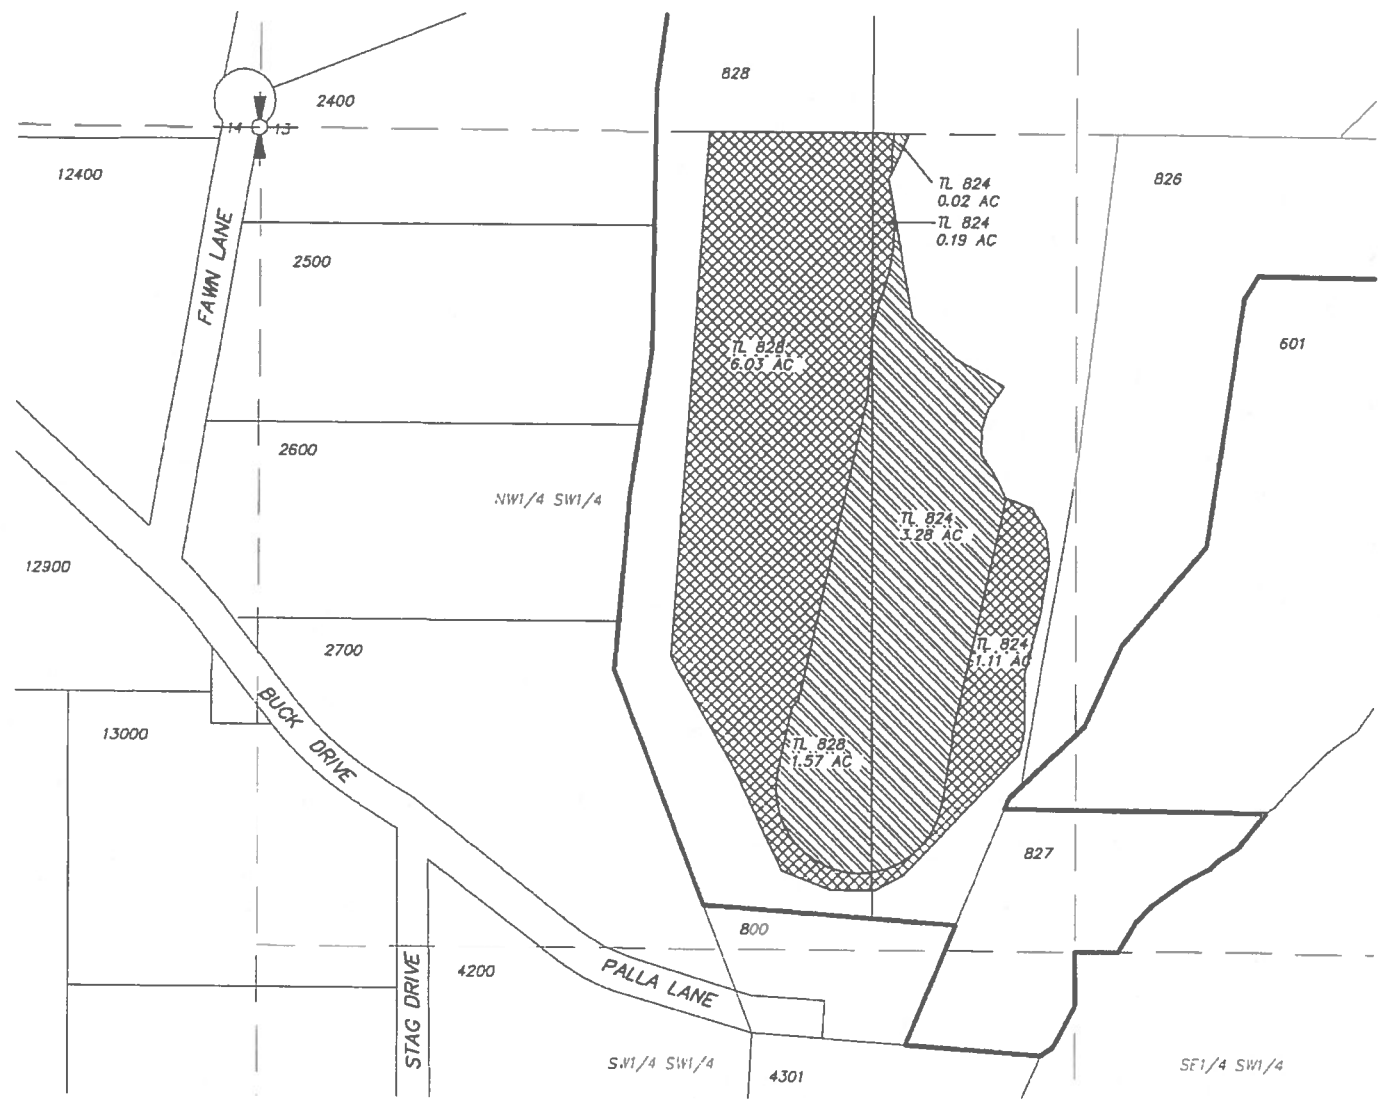 828
2400
14
13
12400
826
TL 824
0.02 AC
TL 824
0.19 AC
FAWN LANE
2500
601
TL 828
6.03 AC
2600
NW1/4 SW1/4
TL 824
3.28 AC
12900
2700
TL 824
1.11 AC
BUCK DRIVE
13000
TL 828
1.57 AC
827
800
4200
PALLA LANE
STAG DRIVE
SW1/4 SW1/4
4301
SE1/4 SW1/4